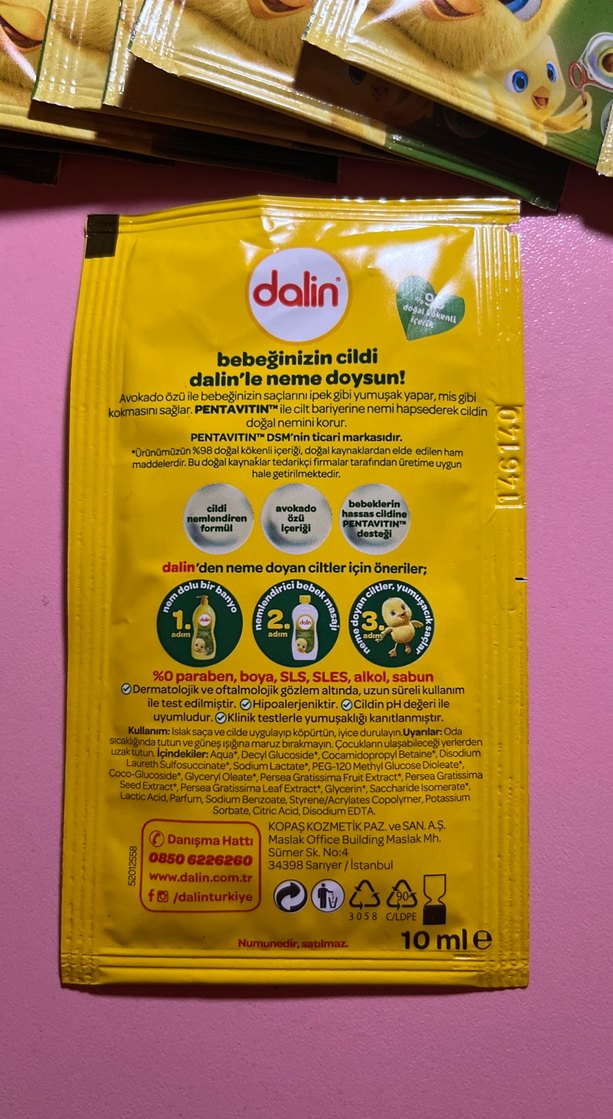 dalin®
%98
doğal kökenli
içerik
bebeğinizin cildi
dalin'le neme doysun!
Avokado özü ile bebeğinizin saçlarını ipek gibi yumuşak yapar, mis gibi
kokmasını sağlar. PENTAVITIN™ ile cilt bariyerine nemi hapsederek cildin
doğal nemini korur.
PENTAVITIN™ DSM'nin ticari markasıdır.
*Ürünümüzün %98 doğal kökenli içeriği, doğal kaynaklardan elde edilen ham
maddelerdir. Bu doğal kaynaklar tedarikçi firmalar tarafından üretime uygun
hale getirilmektedir.
cildi
nemlendiren
formül
avokado
özü
içeriği
bebeklerin
hassas cildine
PENTAVITIN™
desteği
dalin'den neme doyan ciltler için öneriler;
nem dolu bir banyo
1.
adım
nemlendirici bebek masajı
2.
adım
neme doyan ciltler, yumuşacık saçlar
3.
adım
%0 paraben, boya, SLS, SLES, alkol, sabun
Dermatolojik ve oftalmolojik gözlem altında, uzun süreli kullanım
ile test edilmiştir. Hipoalerjeniktir. Cildin pH değeri ile
uyumludur. Klinik testlerle yumuşaklığı kanıtlanmıştır.
Kullanım: Islak saça ve cilde uygulayıp köpürtün, iyice durulayın. Uyarılar: Oda
sıcaklığında tutun ve güneş ışığına maruz bırakmayın. Çocukların ulaşabileceği yerlerden
uzak tutun. İçindekiler: Aqua*, Decyl Glucoside*, Cocamidopropyl Betaine*, Disodium
Laureth Sulfosuccinate*, Sodium Lactate*, PEG-120 Methyl Glucose Dioleate*,
Coco-Glucoside*, Glyceryl Oleate*, Persea Gratissima Fruit Extract*, Persea Gratissima
Seed Extract*, Persea Gratissima Leaf Extract*, Glycerin*, Saccharide Isomerate*,
Lactic Acid, Parfum, Sodium Benzoate, Styrene/Acrylates Copolymer, Potassium
Sorbate, Citric Acid, Disodium EDTA.
Danışma Hattı
0850 6226260
www.dalin.com.tr
/dalinturkiye
KOPAŞ KOZMETİK PAZ. ve SAN. A.Ş.
Maslak Office Building Maslak Mh.
Sümer Sk. No:4
34398 Sarıyer / İstanbul
52012558
3 0 5 8
90
C/LDPE
Numunedir, satılmaz.
10 ml e